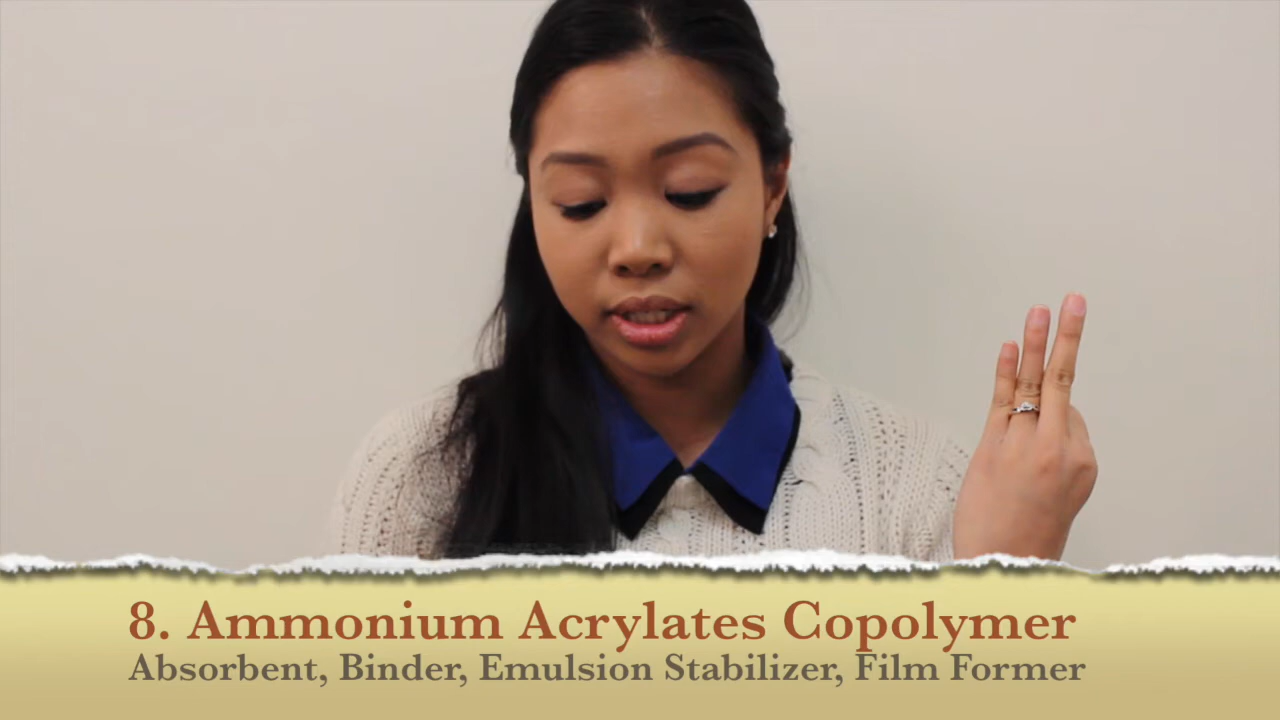 8. Ammonium Acrylates Copolymer
Absorbent, Binder, Emulsion Stabilizer, Film Former